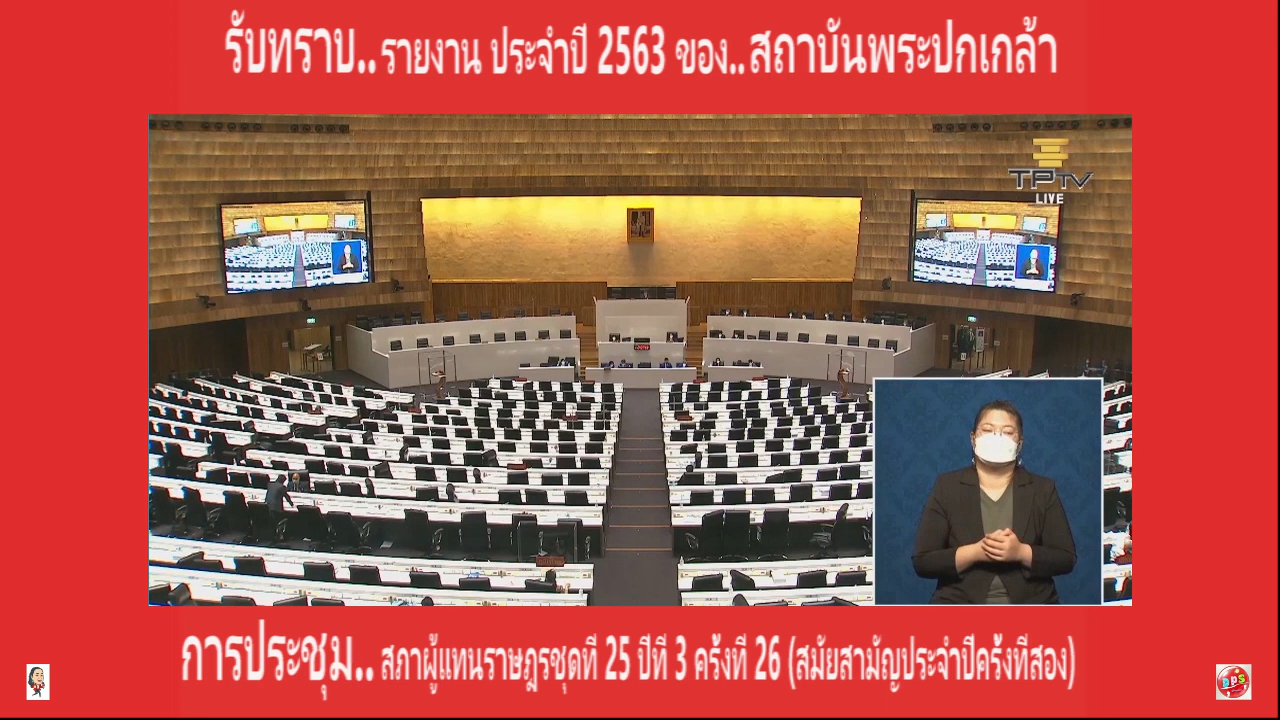 รับทราบ.. รายงาน ประจำปี 2563 ของ.. สถาบันพระปกเกล้า
TPTV
LIVE
การประชุม.. สภาผู้แทนราษฎรชุดที่ 25 ปีที่ 3 ครั้งที่ 26 (สมัยสามัญประจำปีครั้งที่สอง)